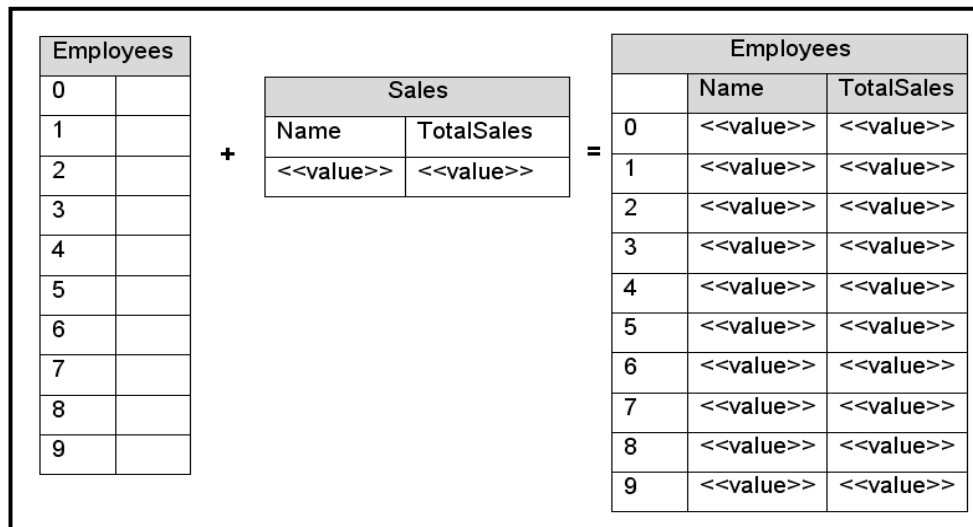 Employees
0
1
2
3
4
5
6
7
8
9
+
Sales
Name TotalSales
<<value>> <<value>>
=
Employees
Name TotalSales
0 <<value>> <<value>>
1 <<value>> <<value>>
2 <<value>> <<value>>
3 <<value>> <<value>>
4 <<value>> <<value>>
5 <<value>> <<value>>
6 <<value>> <<value>>
7 <<value>> <<value>>
8 <<value>> <<value>>
9 <<value>> <<value>>